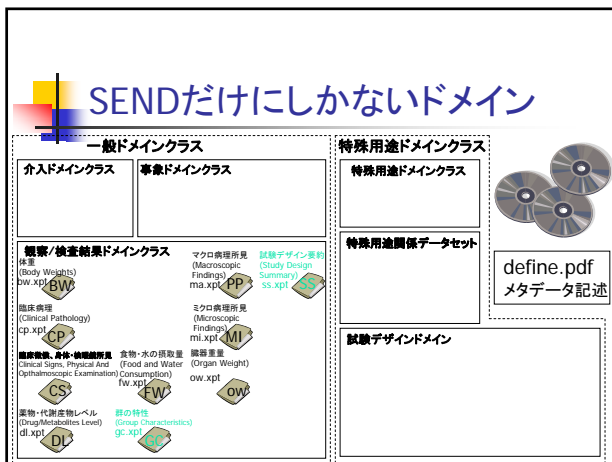 SENDだけにしかないドメイン
一般ドメインクラス
特殊用途ドメインクラス
介入ドメインクラス
事象ドメインクラス
特殊用途ドメインクラス
観察/検査結果ドメインクラス
体重
(Body Weights)
bw.xpt
BW
マクロ病理所見
(Macroscopic
Findings)
ma.xpt
PP
試験デザイン要約
(Study Design
Summary)
ss.xpt
SS
臨床病理
(Clinical Pathology)
cp.xpt
CP
ミクロ病理所見
(Microscopic
Findings)
mi.xpt
MI
臨床徴候、身体・検眼鏡所見
(Clinical Signs, Physical And
Opthalmoscopic Examination)
CS
食物・水の摂取量
(Food and Water
Consumption)
fw.xpt
FW
臓器重量
(Organ Weight)
ow.xpt
ow
薬物・代謝産物レベル
(Drug/Metabolites Level)
dl.xpt
DL
群の特性
(Group Characteristics)
gc.xpt
GC
特殊用途関係データセット
試験デザインドメイン
define.pdf
メタデータ記述